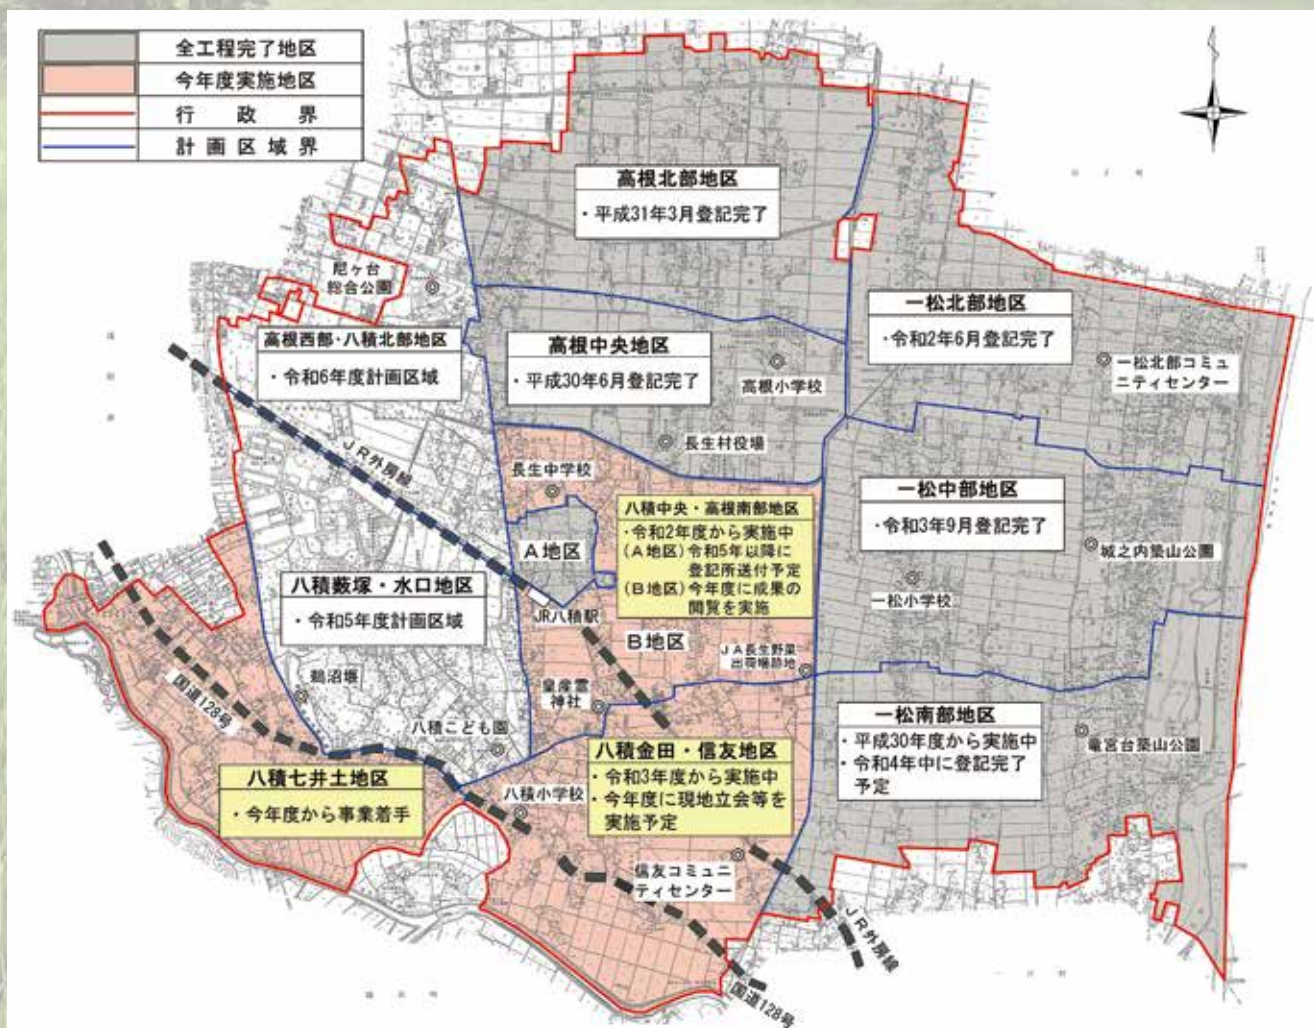 全工程完了地区
今年度実施地区
行政界
計画区域界
高根北部地区
・平成31年3月登記完了
尼ヶ台
総合公園
一松北部地区
・令和2年6月登記完了
高根西部・八積北部地区
・令和6年度計画区域
高根中央地区
・平成30年6月登記完了
高根小学校
一松北部コミュ
ニティセンター
JR外房線
長生村役場
長生中学校
八積中央・高根南部地区
・令和2年度から実施中
(A地区)令和5年以降に
登記所送付予定
(B地区)今年度に成果の
閲覧を実施
一松中部地区
・令和3年9月登記完了
A地区
城之内築山公園
八積薮塚・水口地区
・令和5年度計画区域
JR八積駅
一松小学校
B地区
JA長生野菜
出荷場跡地
国道128号
鵜沼堰
皇産霊
神社
八積こども園
一松南部地区
・平成30年度から実施中
・令和4年中に登記完了
予定
竜宮台築山公園
八積七井土地区
・今年度から事業着手
八積金田・信友地区
・令和3年度から実施中
・今年度に現地立会等を
実施予定
八積小学校
信友コミュニ
ティセンター
JR外房線
国道128号